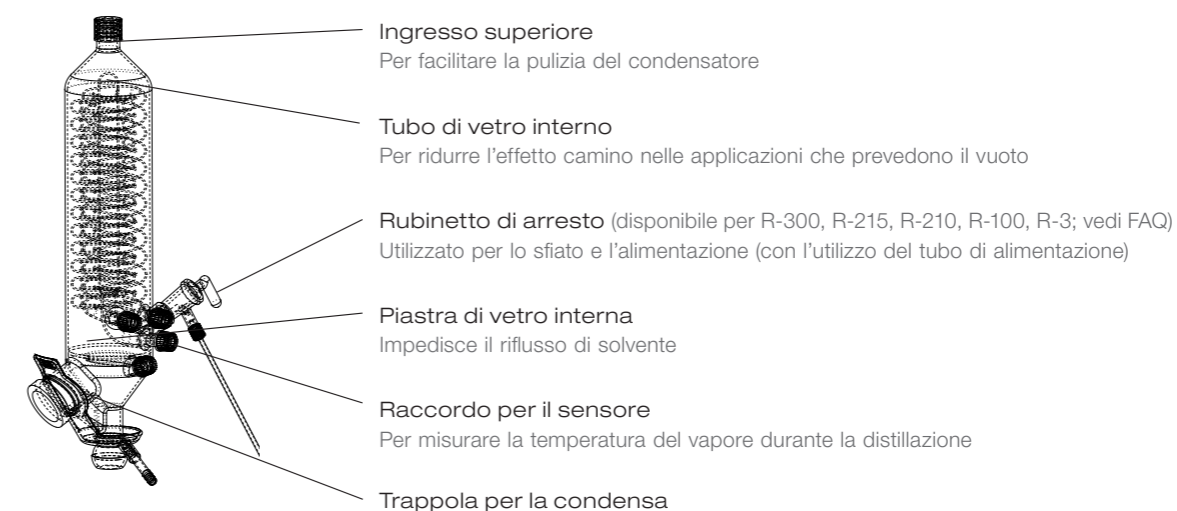 Ingresso superiore
Per facilitare la pulizia del condensatore
Tubo di vetro interno
Per ridurre l’effetto camino nelle applicazioni che prevedono il vuoto
Rubinetto di arresto (disponibile per R-300, R-215, R-210, R-100, R-3; vedi FAQ)
Utilizzato per lo sfiato e l’alimentazione (con l’utilizzo del tubo di alimentazione)
Piastra di vetro interna
Impedisce il riflusso di solvente
Raccordo per il sensore
Per misurare la temperatura del vapore durante la distillazione
Trappola per la condensa